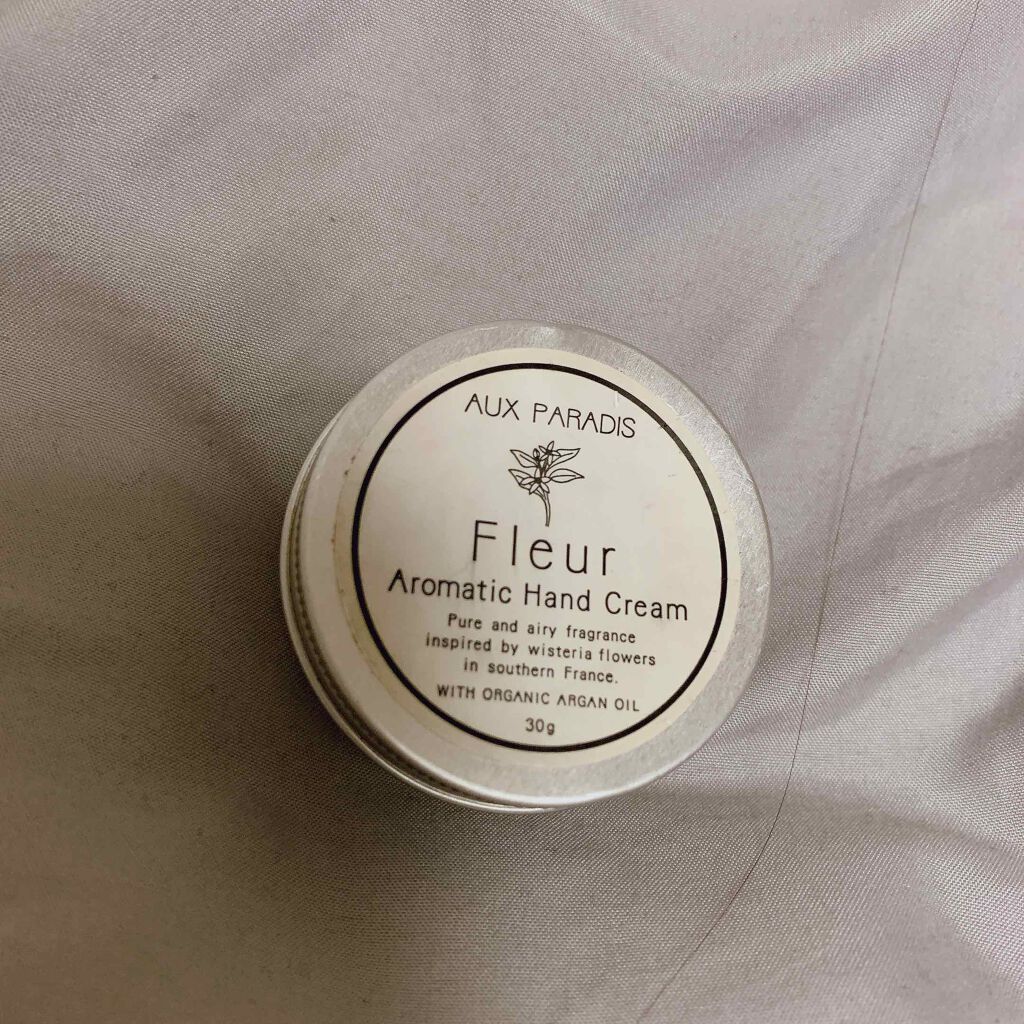 AUX PARADIS
Fleur
Aromatic Hand Cream
Pure and airy fragrance
inspired by wisteria flowers
in southern France.
WITH ORGANIC ARGAN OIL
30g